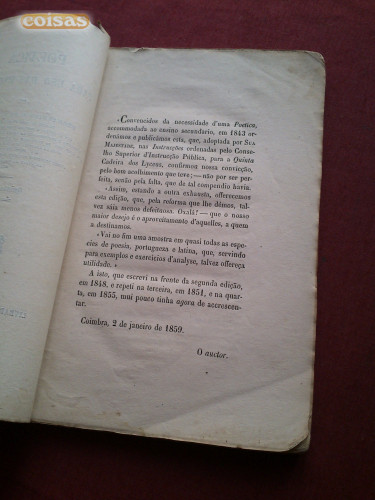 coisas
«Convencidos da necessidade d'uma Poetica,
accommodada ao ensino secundario, em 1843 or-
denámos e publicámos esta, que, adoptada por SUA
MAJESTADE, nas Instrucções ordenadas pelo Conse-
lho Superior d'Instrucção Pública, para a Quinta
Cadeira dos Lyceus, confirmou nossa convicção,
pelo bom acolhimento que teve; — não por ser per-
feita, senão pela falta, que de tal compendio havia.
«Assim, estando a outra exhausta, offerecemos
esta edição, que, pela reforma que lhe démos, tal-
vez sáia menos defeituosa. Oxalá! — que o nosso
maior desejo é o aproveitamento d'aquelles, a quem
a destinamos.
«Vai no fim uma amostra em quasi todas as espe-
cies de poesia, portugueza e latina, que, servindo
para exemplos e exercicios d'analyse, talvez offereça
utilidade.»
A isto, que escrevi na frente da segunda edição,
em 1848, e repeti na terceira, em 1851, e na quar-
ta, em 1855, mui pouco tinha agora de accrescen-
tar.
Coimbra, 2 de janeiro de 1859.
O auctor.